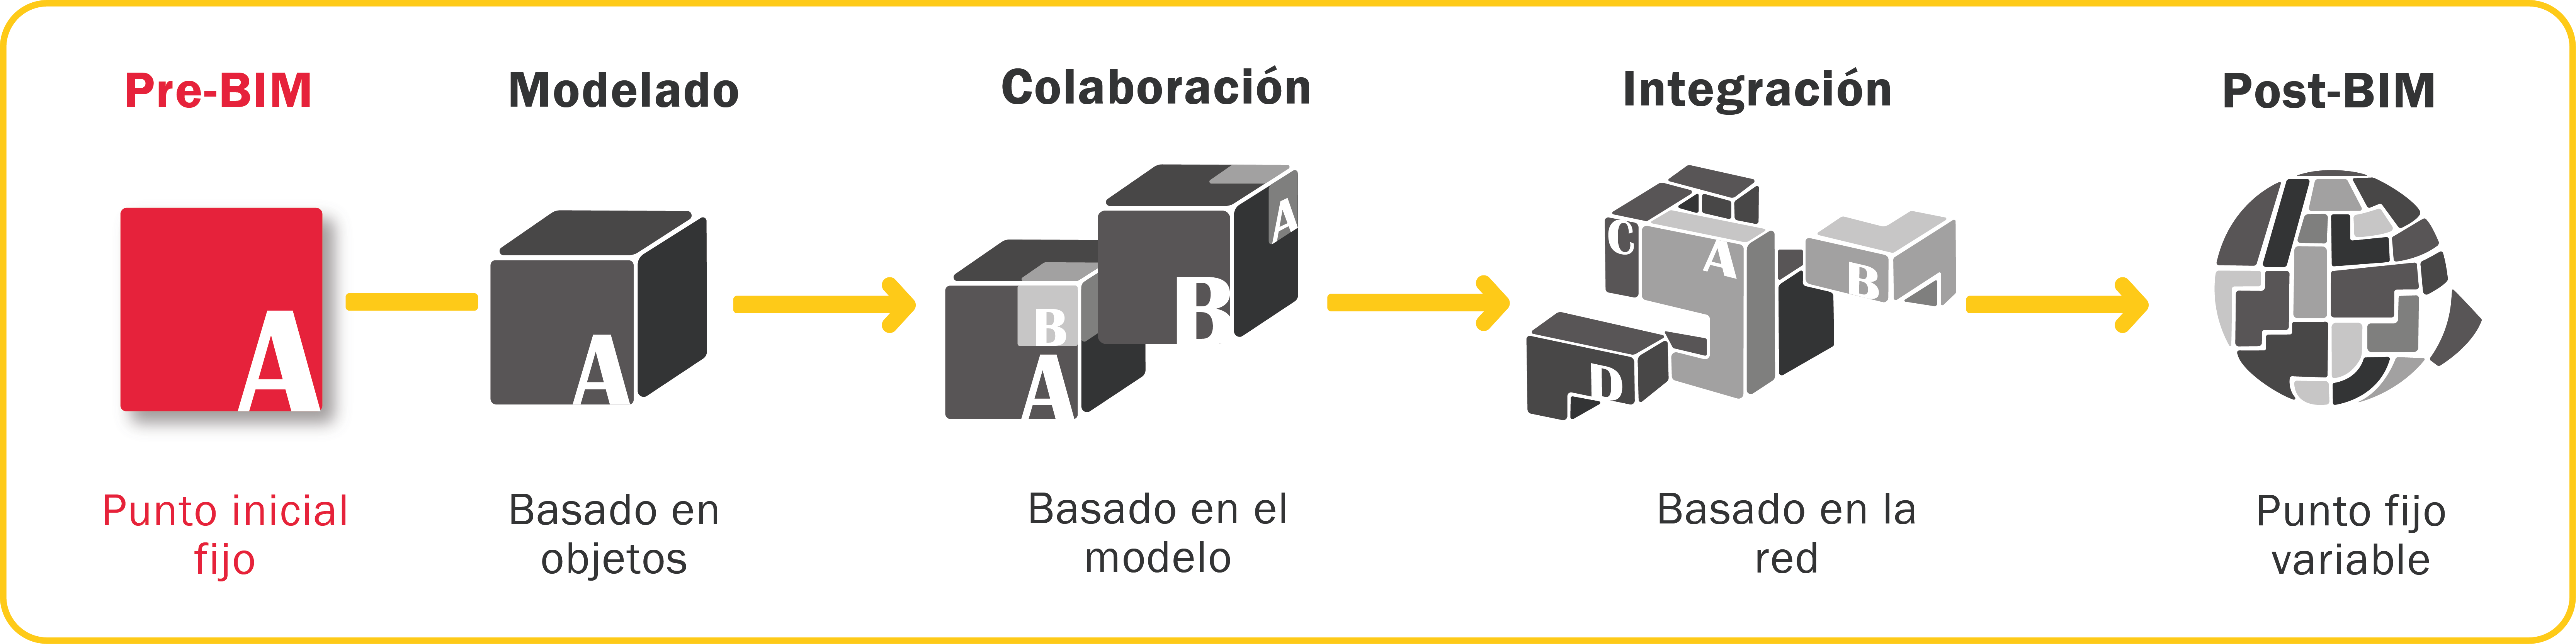 Pre-BIM
Modelado
Colaboración
Integración
Post-BIM
A
A
B
A
B
A
C
A
B
D
Punto inicial
fijo
Basado en
objetos
Basado en el
modelo
Basado en la
red
Punto fijo
variable